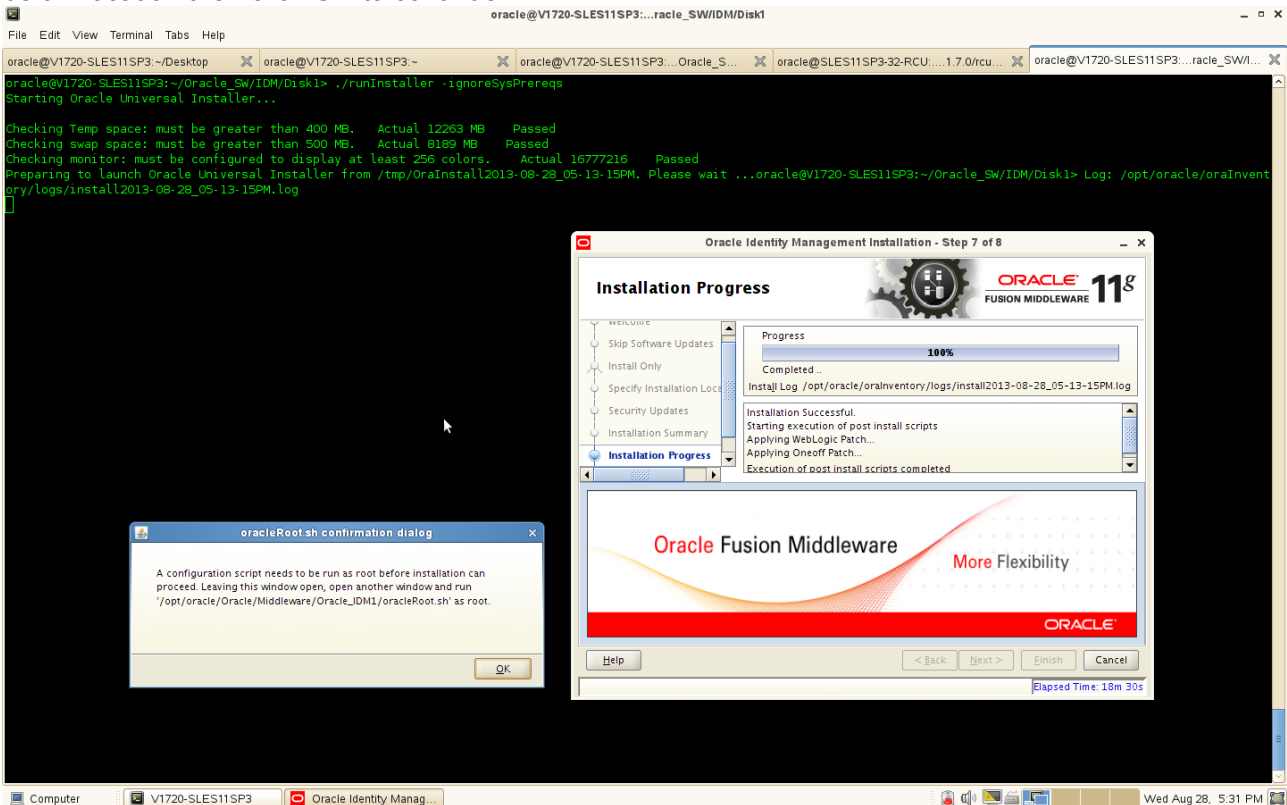 oracle@V1720-SLES11SP3:...racle_SW/IDM/Disk1
File Edit View Terminal Tabs Help
oracle@V1720-SLES11SP3:~/Desktop
oracle@V1720-SLES11SP3:~
oracle@V1720-SLES11SP3:...Oracle_S...
oracle@SLES11SP3-32-RCU:....1.7.0/rcu...
oracle@V1720-SLES11SP3:...racle_SW/I...
oracle@V1720-SLES11SP3:~/Oracle_SW/IDM/Disk1> ./runInstaller -ignoreSysPrereqs
Starting Oracle Universal Installer...
Checking Temp space: must be greater than 400 MB. Actual 12263 MB Passed
Checking swap space: must be greater than 500 MB. Actual 8189 MB Passed
Checking monitor: must be configured to display at least 256 colors. Actual 16777216 Passed
Preparing to launch Oracle Universal Installer from /tmp/OraInstall2013-08-28_05-13-15PM. Please wait ...oracle@V1720-SLES11SP3:~/Oracle_SW/IDM/Disk1> Log: /opt/oracle/oraInvent
ory/logs/install2013-08-28_05-13-15PM.log
Oracle Identity Management Installation - Step 7 of 8
Installation Progress
ORACLE
FUSION MIDDLEWARE
11g
Welcome
Skip Software Updates
Install Only
Specify Installation Loca
Security Updates
Installation Summary
Installation Progress
Progress
100%
Completed ..
Install Log /opt/oracle/oraInventory/logs/install2013-08-28_05-13-15PM.log
Installation Successful.
Starting execution of post install scripts
Applying WebLogic Patch...
Applying Oneoff Patch...
Execution of post install scripts completed
Oracle Fusion Middleware
More Flexibility
ORACLE
Help
< Back
Next >
Finish
Cancel
Elapsed Time: 18m 30s
oracleRoot.sh confirmation dialog
A configuration script needs to be run as root before installation can
proceed. Leaving this window open, open another window and run
'/opt/oracle/Oracle/Middleware/Oracle_IDM1/oracleRoot.sh' as root.
OK
Computer
V1720-SLES11SP3
Oracle Identity Manag...
Wed Aug 28, 5:31 PM